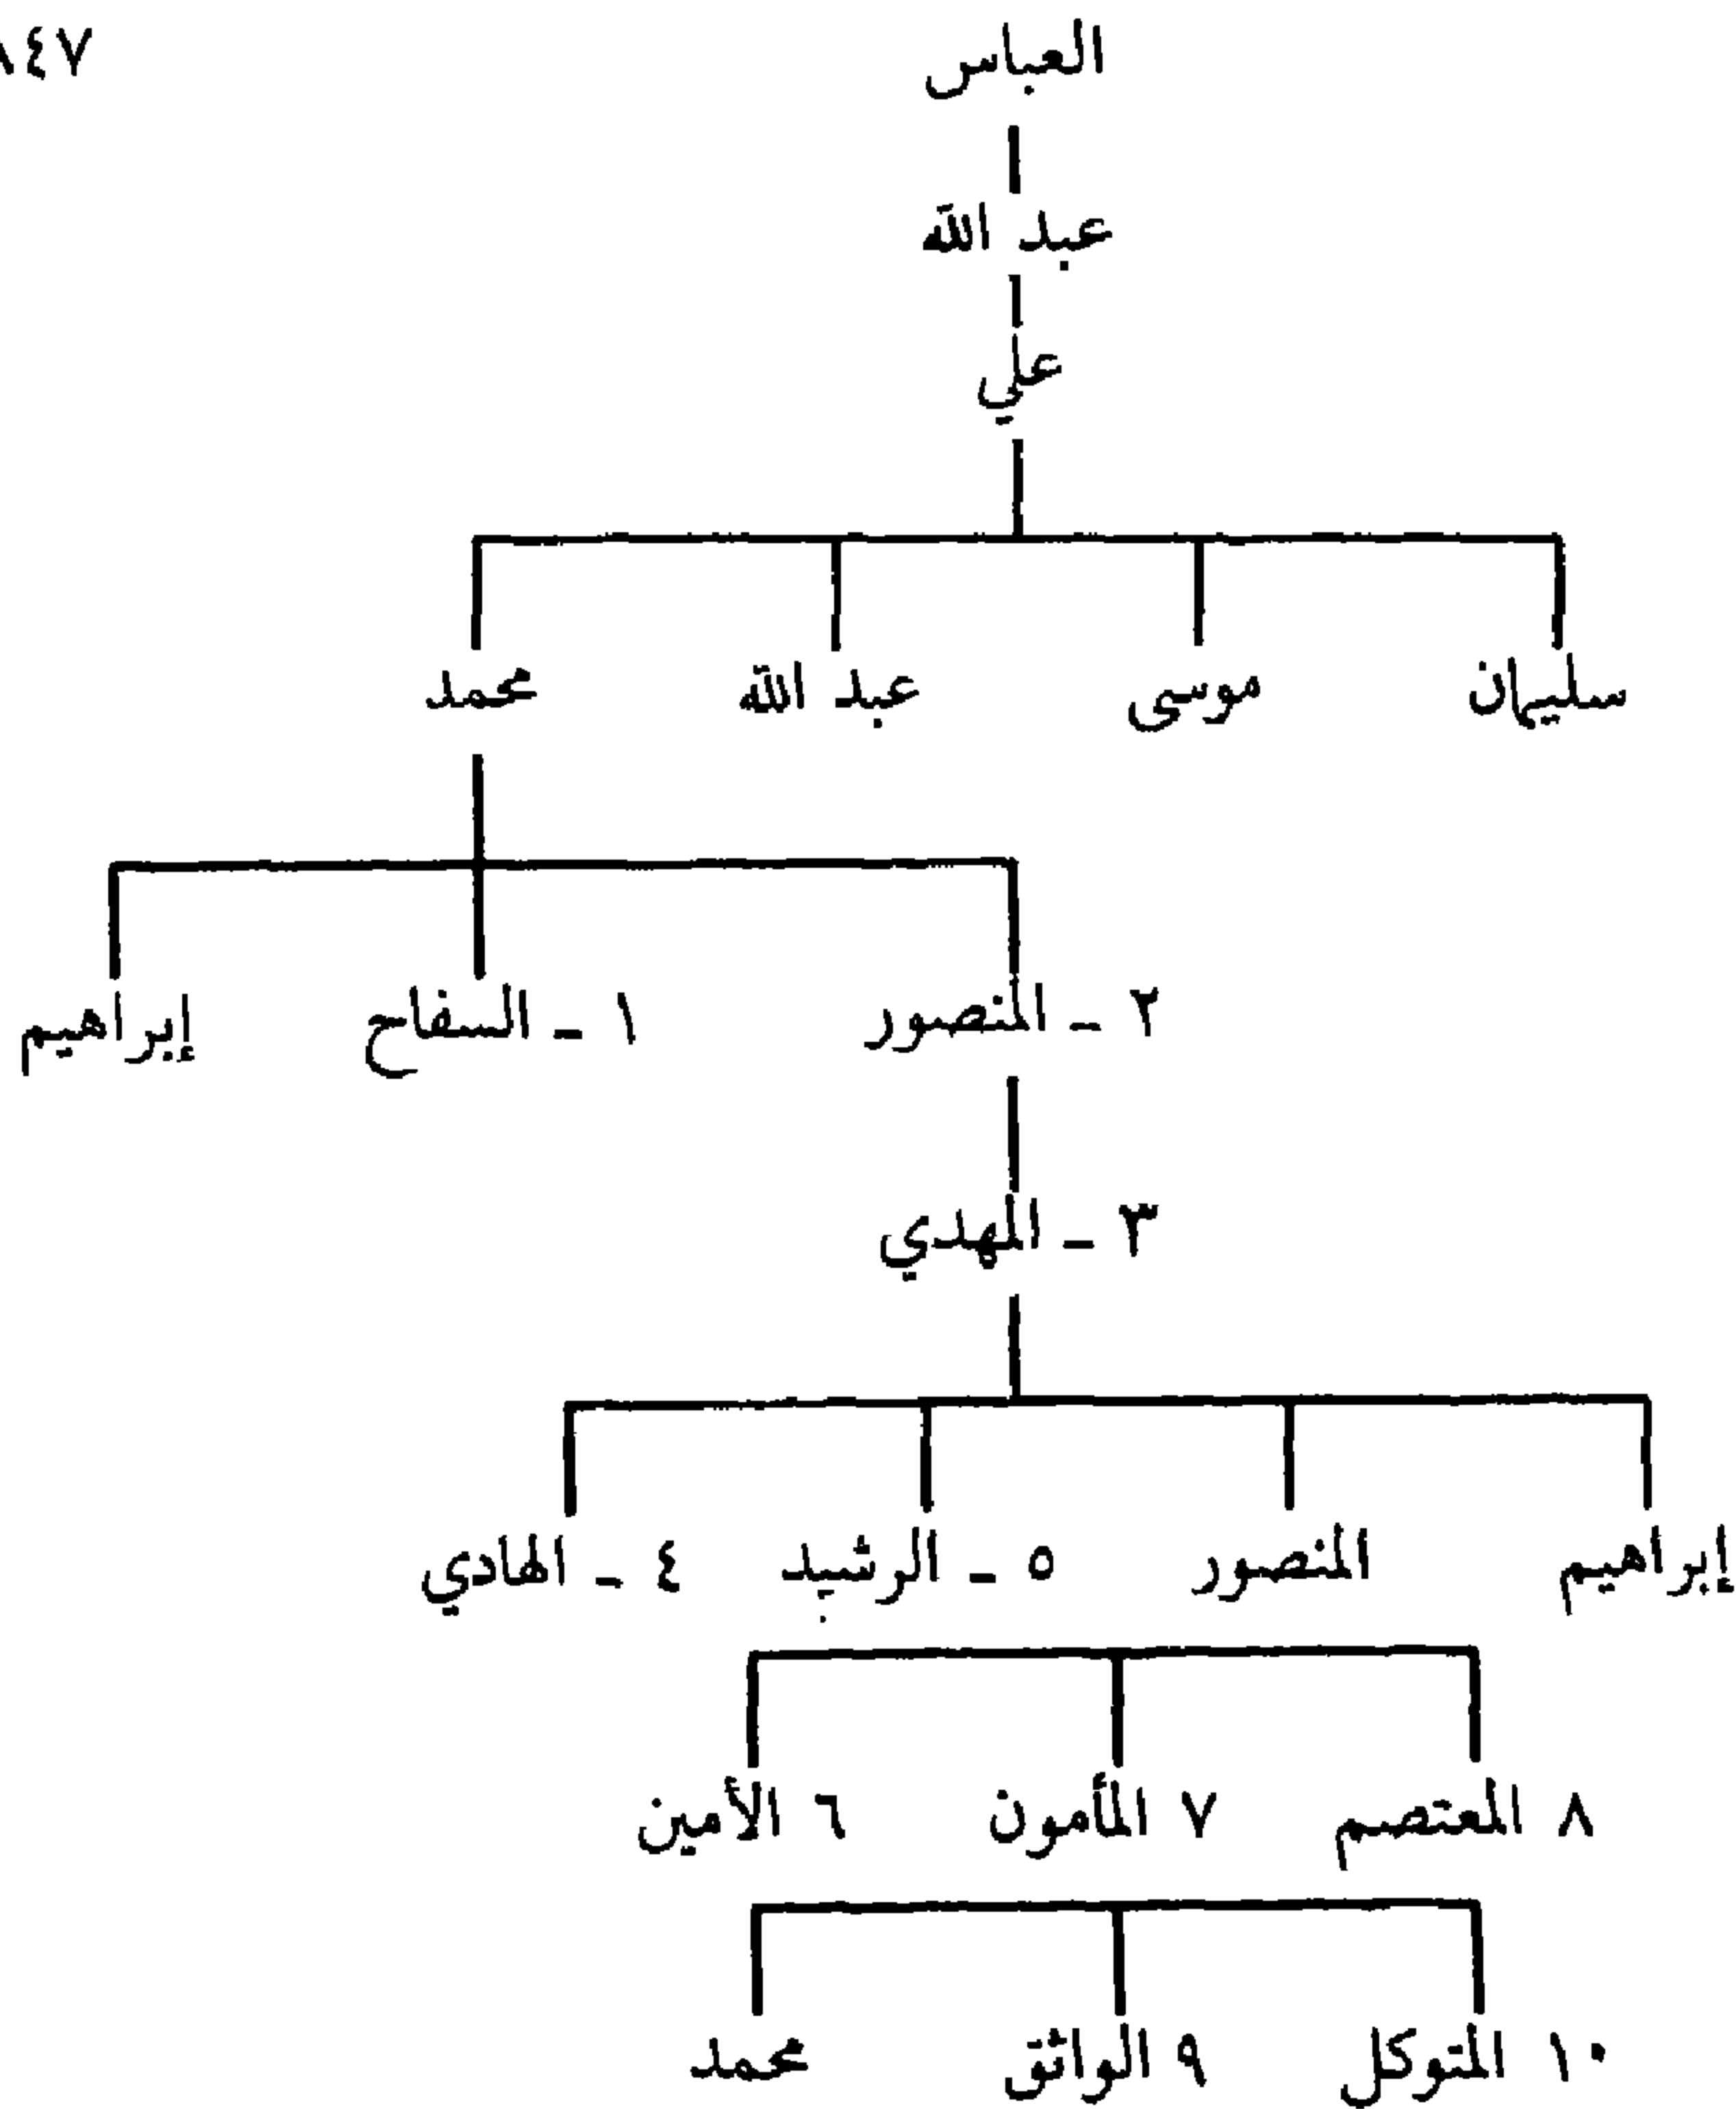 ٨٤٧
العباس
عبد الله
علي
سليمان موسى عبد الله محمد
٢ ـ المنصور ١ ـ السفاح إبراهيم
٣ ـ المهدي
إبراهيم المنصور ٥ ـ الرشيد ٤ ـ الهادي
٨ المعتصم ٧ المأمون ٦ الأمين
١٠ المتوكل ٩ الواثق محمد